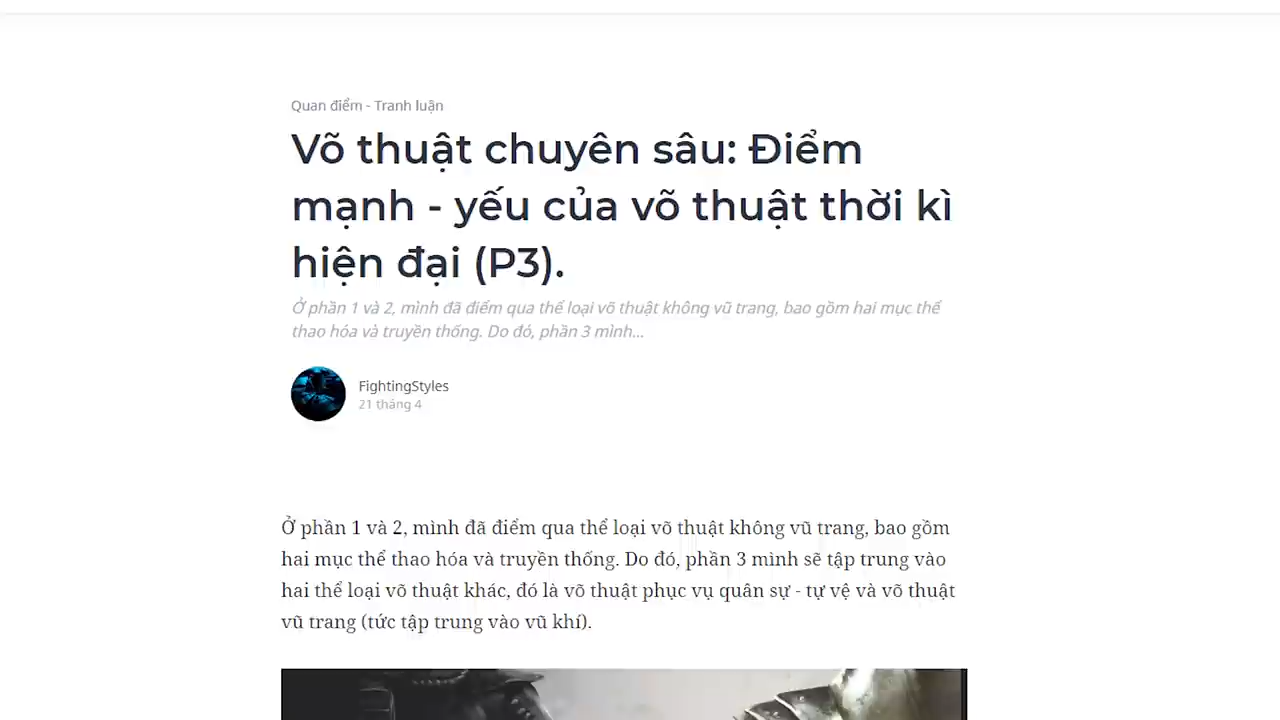 Quan điểm - Tranh luận
Võ thuật chuyên sâu: Điểm
mạnh - yếu của võ thuật thời kì
hiện đại (P3).
Ở phần 1 và 2, mình đã điểm qua thể loại võ thuật không vũ trang, bao gồm hai mục thể
thao hóa và truyền thống. Do đó, phần 3 mình...
FightingStyles
21 tháng 4
Ở phần 1 và 2, mình đã điểm qua thể loại võ thuật không vũ trang, bao gồm
hai mục thể thao hóa và truyền thống. Do đó, phần 3 mình sẽ tập trung vào
hai thể loại võ thuật khác, đó là võ thuật phục vụ quân sự - tự vệ và võ thuật
vũ trang (tức tập trung vào vũ khí).